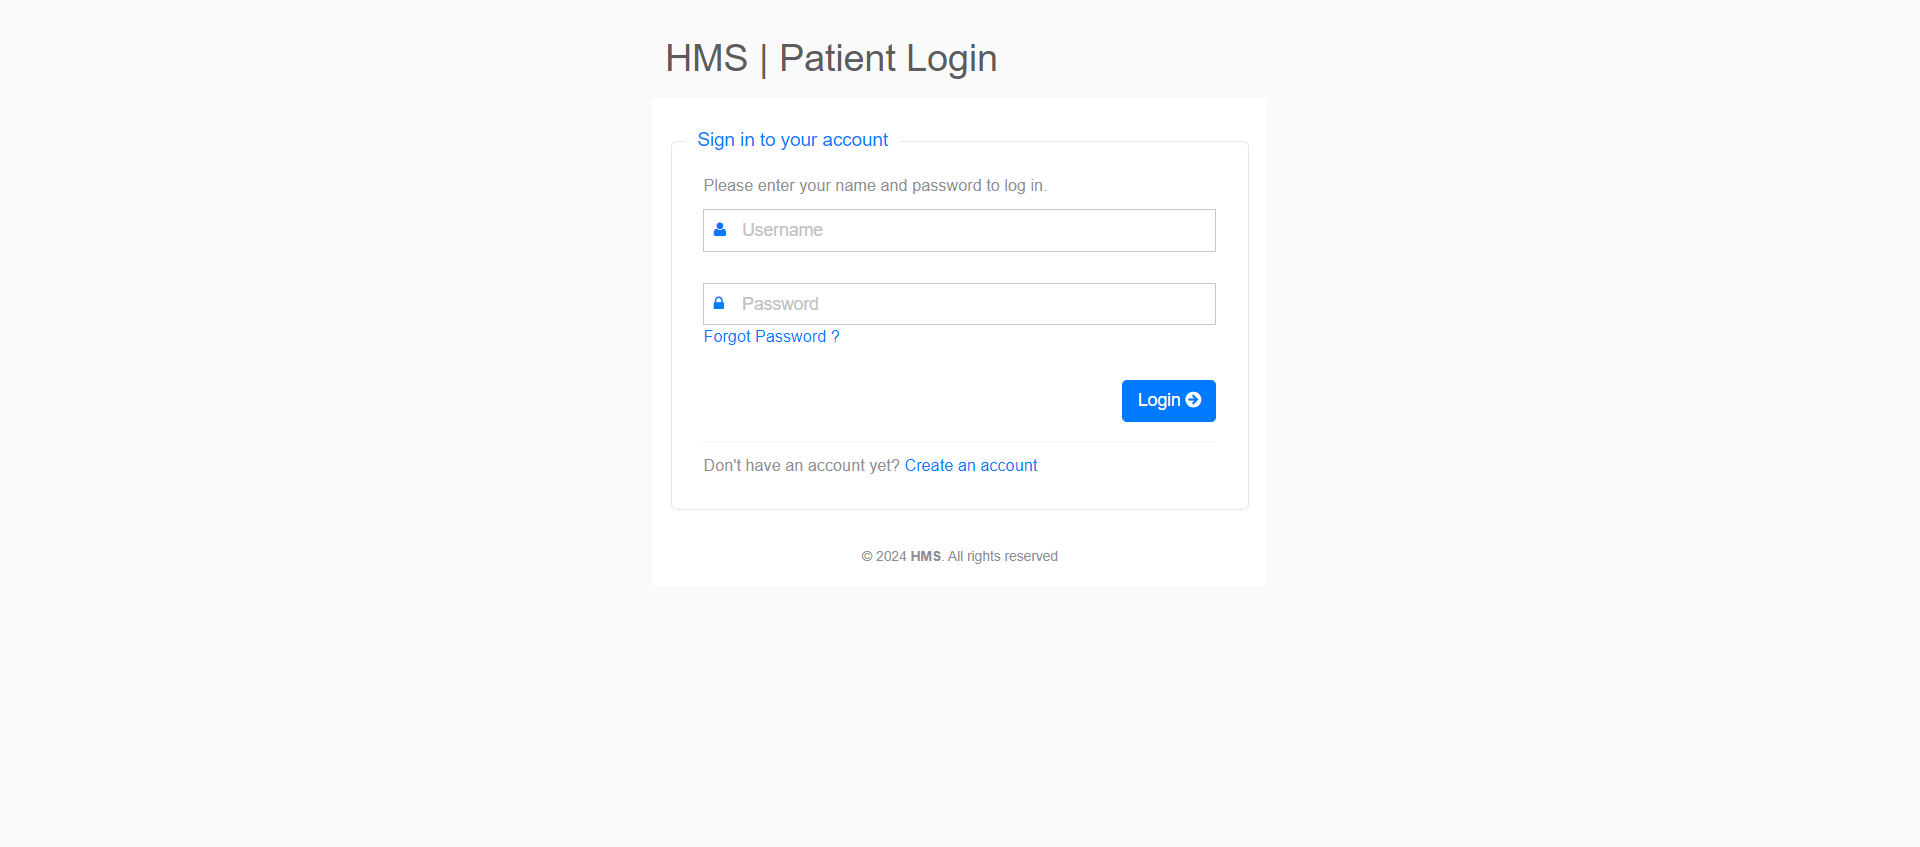 HMS | Patient Login
Sign in to your account
Please enter your name and password to log in.
Username
Password
Forgot Password ?
Login
Don't have an account yet? Create an account
© 2024 HMS. All rights reserved